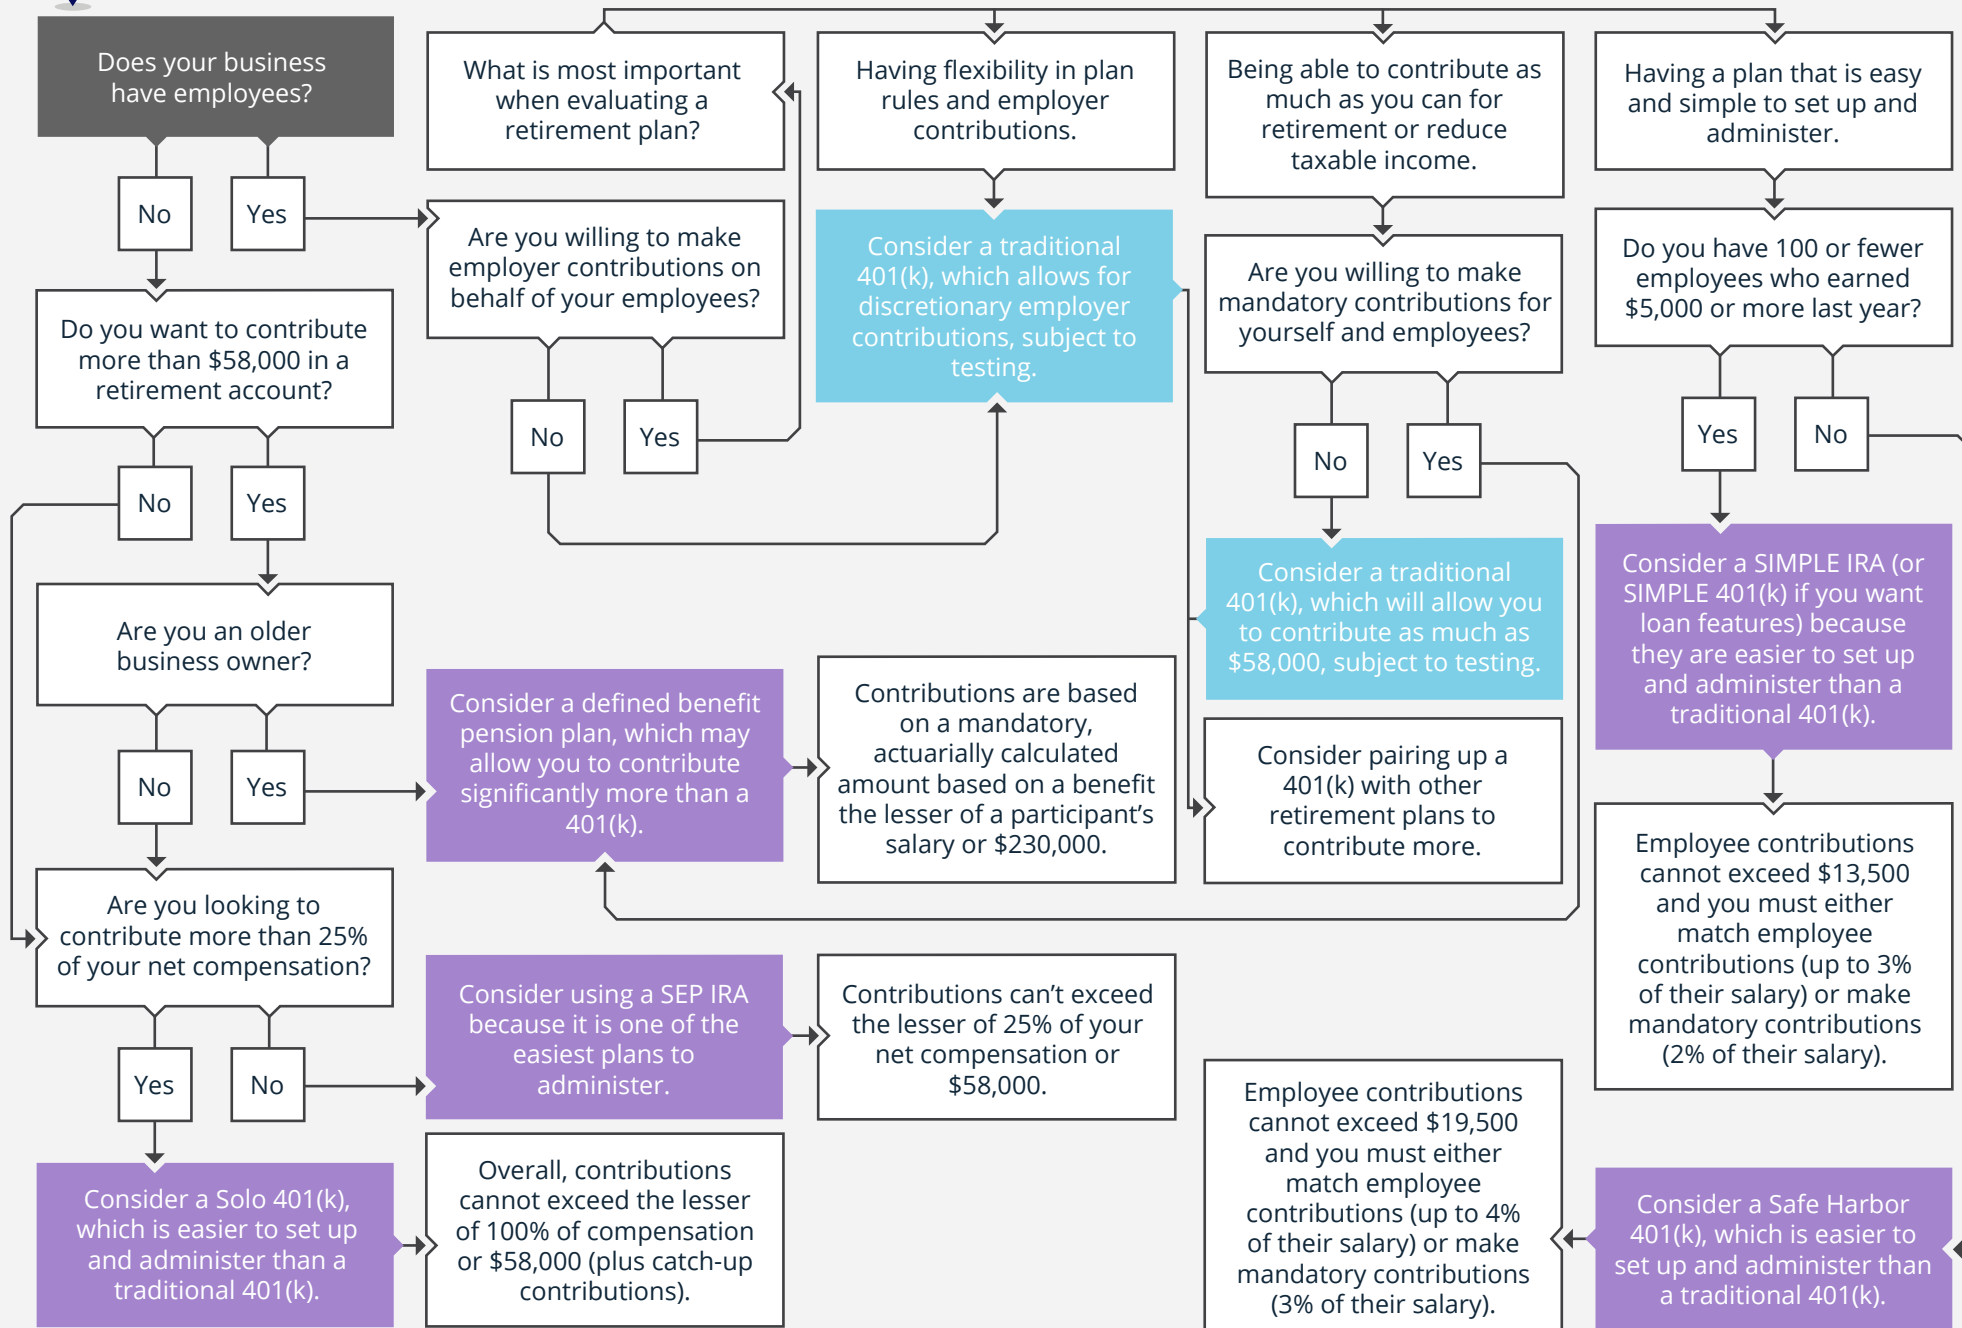 Does your business
have employees?
No
Yes
Do you want to contribute
more than $58,000 in a
retirement account?
No
Yes
Are you an older
business owner?
No
Yes
Are you looking to
contribute more than 25%
of your net compensation?
Yes
No
Consider a Solo 401(k),
which is easier to set up
and administer than a
traditional 401(k).
What is most important
when evaluating a
retirement plan?
Are you willing to make
employer contributions on
behalf of your employees?
No
Yes
Consider a defined benefit
pension plan, which may
allow you to contribute
significantly more than a
401(k).
Consider using a SEP IRA
because it is one of the
easiest plans to
administer.
Overall, contributions
cannot exceed the lesser
of 100% of compensation
or $58,000 (plus catch-up
contributions).
Having flexibility in plan
rules and employer
contributions.
Consider a traditional
401(k), which allows for
discretionary employer
contributions, subject to
testing.
Contributions are based
on a mandatory,
actuarially calculated
amount based on a benefit
the lesser of a participant’s
salary or $230,000.
Contributions can’t exceed
the lesser of 25% of your
net compensation or
$58,000.
Being able to contribute as
much as you can for
retirement or reduce
taxable income.
Are you willing to make
mandatory contributions for
yourself and employees?
No
Yes
Consider a traditional
401(k), which will allow you
to contribute as much as
$58,000, subject to testing.
Consider pairing up a
401(k) with other
retirement plans to
contribute more.
Employee contributions
cannot exceed $19,500
and you must either
match employee
contributions (up to 4%
of their salary) or make
mandatory contributions
(3% of their salary).
Having a plan that is easy
and simple to set up and
administer.
Do you have 100 or fewer
employees who earned
$5,000 or more last year?
Yes
No
Consider a SIMPLE IRA (or
SIMPLE 401(k) if you want
loan features) because
they are easier to set up
and administer than a
traditional 401(k).
Employee contributions
cannot exceed $13,500
and you must either
match employee
contributions (up to 3%
of their salary) or make
mandatory contributions
(2% of their salary).
Consider a Safe Harbor
401(k), which is easier to
set up and administer than
a traditional 401(k).